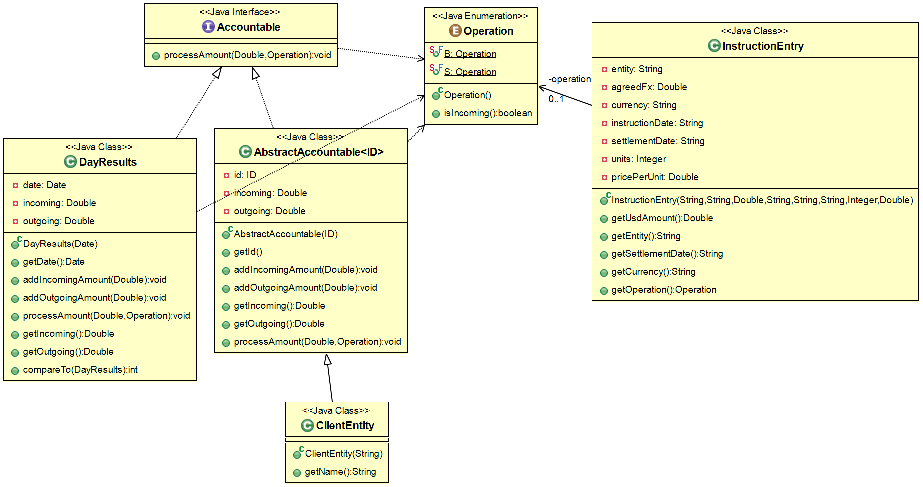 <<Java Interface>>
I Accountable
processAmount(Double,Operation):void
<<Java Enumeration>>
E Operation
S F B: Operation
S F S: Operation
C Operation()
isIncoming():boolean
-operation
0..1
<<Java Class>>
C InstructionEntry
entity: String
agreedFx: Double
currency: String
instructionDate: String
settlementDate: String
units: Integer
pricePerUnit: Double
C InstructionEntry(String,String,Double,String,String,String,Integer,Double)
getUsdAmount():Double
getEntity():String
getSettlementDate():String
getCurrency():String
getOperation():Operation
<<Java Class>>
C DayResults
date: Date
incoming: Double
outgoing: Double
C DayResults(Date)
getDate():Date
addIncomingAmount(Double):void
addOutgoingAmount(Double):void
processAmount(Double,Operation):void
getIncoming():Double
getOutgoing():Double
compareTo(DayResults):int
<<Java Class>>
C AbstractAccountable<ID>
id: ID
incoming: Double
outgoing: Double
C AbstractAccountable(ID)
getId()
addIncomingAmount(Double):void
addOutgoingAmount(Double):void
getIncoming():Double
getOutgoing():Double
processAmount(Double,Operation):void
<<Java Class>>
C ClientEntity
C ClientEntity(String)
getName():String